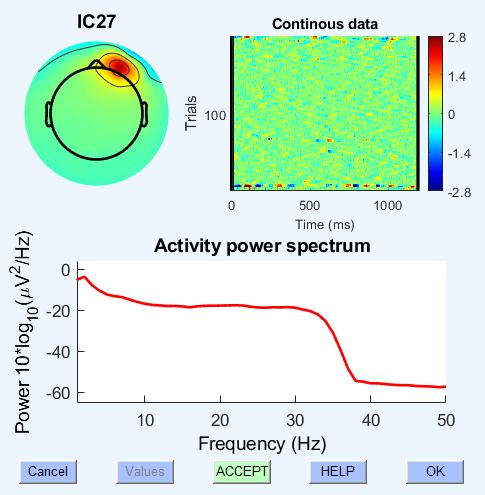 IC27
Continous data
Trials
100
0
500
1000
Time (ms)
2.8
1.4
0
-1.4
-2.8
Activity power spectrum
Power 10*log10(μV2/Hz)
0
-20
-40
-60
10
20
30
40
50
Frequency (Hz)
Cancel
Values
ACCEPT
HELP
OK